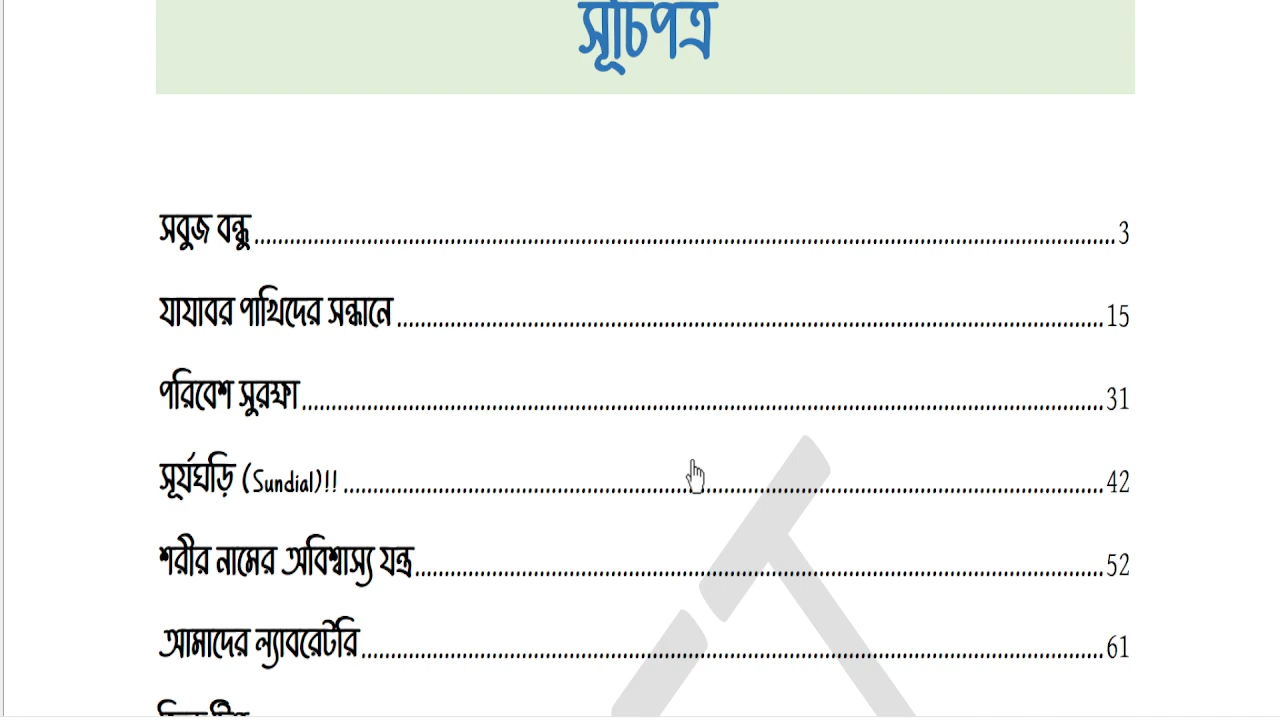 সূচিপত্র
সবুজ বন্ধু 3
যাযাবর পাখিদের সন্ধানে 15
পরিবেশ সুরক্ষা 31
সূর্যঘড়ি (Sundial)!! 42
শরীর নামের অবিশ্বাস্য যন্ত্র 52
আমাদের ল্যাবরেটরি 61